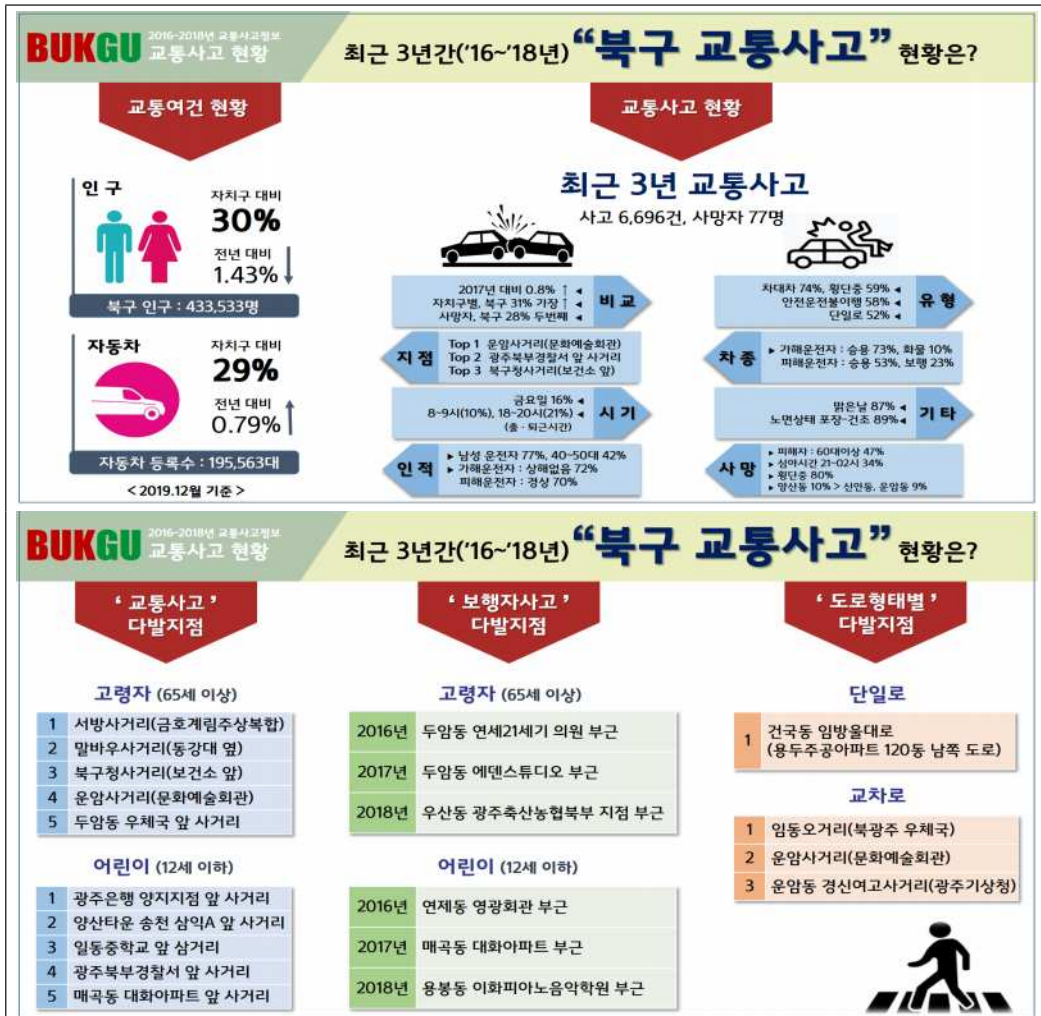 BUKGU 2016-2018년 교통사고정보
교통사고 현황
최근 3년간('16~'18년) “북구 교통사고” 현황은?
교통여건 현황
인 구
자치구 대비
30%
전년 대비
1.43% ↓
북구 인구 : 433,533명
자동차
자치구 대비
29%
전년 대비
0.79% ↑
자동차 등록수 : 195,563대
< 2019.12월 기준 >
교통사고 현황
최근 3년 교통사고
사고 6,696건, 사망자 77명
비 교
2017년 대비 0.8% ↑ ◂
자치구별, 북구 31% 가장 ↑ ◂
사망자, 북구 28% 두번째 ◂
지 점
Top 1 운암사거리(문화예술회관)
Top 2 광주북부경찰서 앞 사거리
Top 3 북구청사거리(보건소 앞)
시 기
금요일 16% ◂
8~9시(10%), 18~20시(21%) ◂
(출 · 퇴근시간)
인 적
▸ 남성 운전자 77%, 40~50대 42%
▸ 가해운전자 : 상해없음 72%
피해운전자 : 경상 70%
유 형
차대차 74%, 횡단중 59% ◂
안전운전불이행 58% ◂
단일로 52% ◂
차 종
▸ 가해운전자 : 승용 73%, 화물 10%
피해운전자 : 승용 53%, 보행 23%
기 타
맑은날 87% ◂
노면상태 포장-건조 89% ◂
사 망
▸ 피해자 : 60대이상 47%
▸ 심야시간 21-02시 34%
▸ 횡단중 80%
▸ 양산동 10% > 신안동, 운암동 9%
BUKGU 2016-2018년 교통사고정보
교통사고 현황
최근 3년간('16~'18년) “북구 교통사고” 현황은?
‘ 교통사고 ’
다발지점
고령자 (65세 이상)
1 서방사거리(금호계림주상복합)
2 말바우사거리(동강대 옆)
3 북구청사거리(보건소 앞)
4 운암사거리(문화예술회관)
5 두암동 우체국 앞 사거리
어린이 (12세 이하)
1 광주은행 양지지점 앞 사거리
2 양산타운 송천 삼익A 앞 사거리
3 일동중학교 앞 삼거리
4 광주북부경찰서 앞 사거리
5 매곡동 대화아파트 앞 사거리
‘ 보행자사고 ’
다발지점
고령자 (65세 이상)
2016년 두암동 연세21세기 의원 부근
2017년 두암동 에덴스튜디오 부근
2018년 우산동 광주축산농협북부 지점 부근
어린이 (12세 이하)
2016년 연제동 영광회관 부근
2017년 매곡동 대화아파트 부근
2018년 용봉동 이화피아노음악학원 부근
‘ 도로형태별 ’
다발지점
단일로
1 건국동 임방울대로
(용두주공아파트 120동 남쪽 도로)
교차로
1 임동오거리(북광주 우체국)
2 운암사거리(문화예술회관)
3 운암동 경신여고사거리(광주기상청)